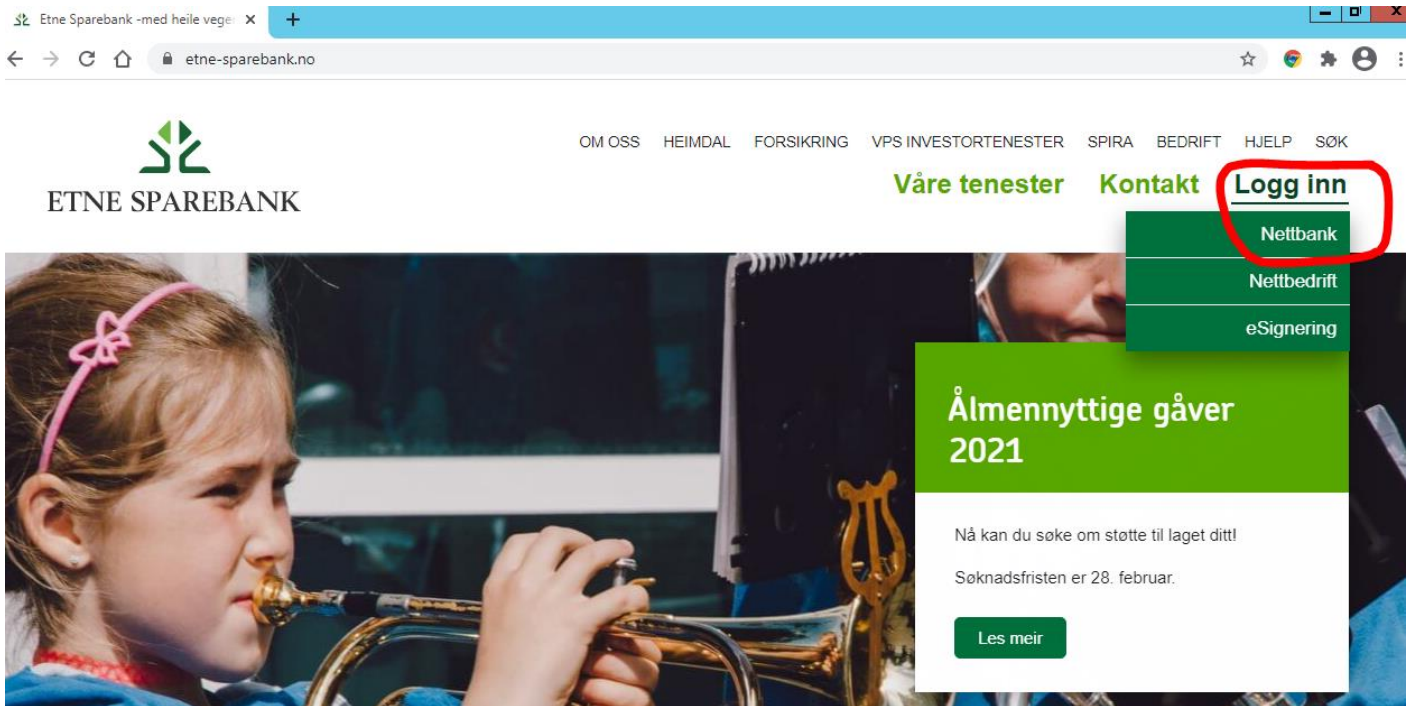 Etne Sparebank -med heile vege
etne-sparebank.no
ETNE SPAREBANK
OM OSS HEIMDAL FORSIKRING VPS INVESTORTENESTER SPIRA BEDRIFT HJELP SØK
Våre tenester Kontakt Logg inn
Nettbank
Nettbedrift
eSignering
Ålmennyttige gåver
2021
Nå kan du søke om støtte til laget ditt!
Søknadsfristen er 28. februar.
Les meir